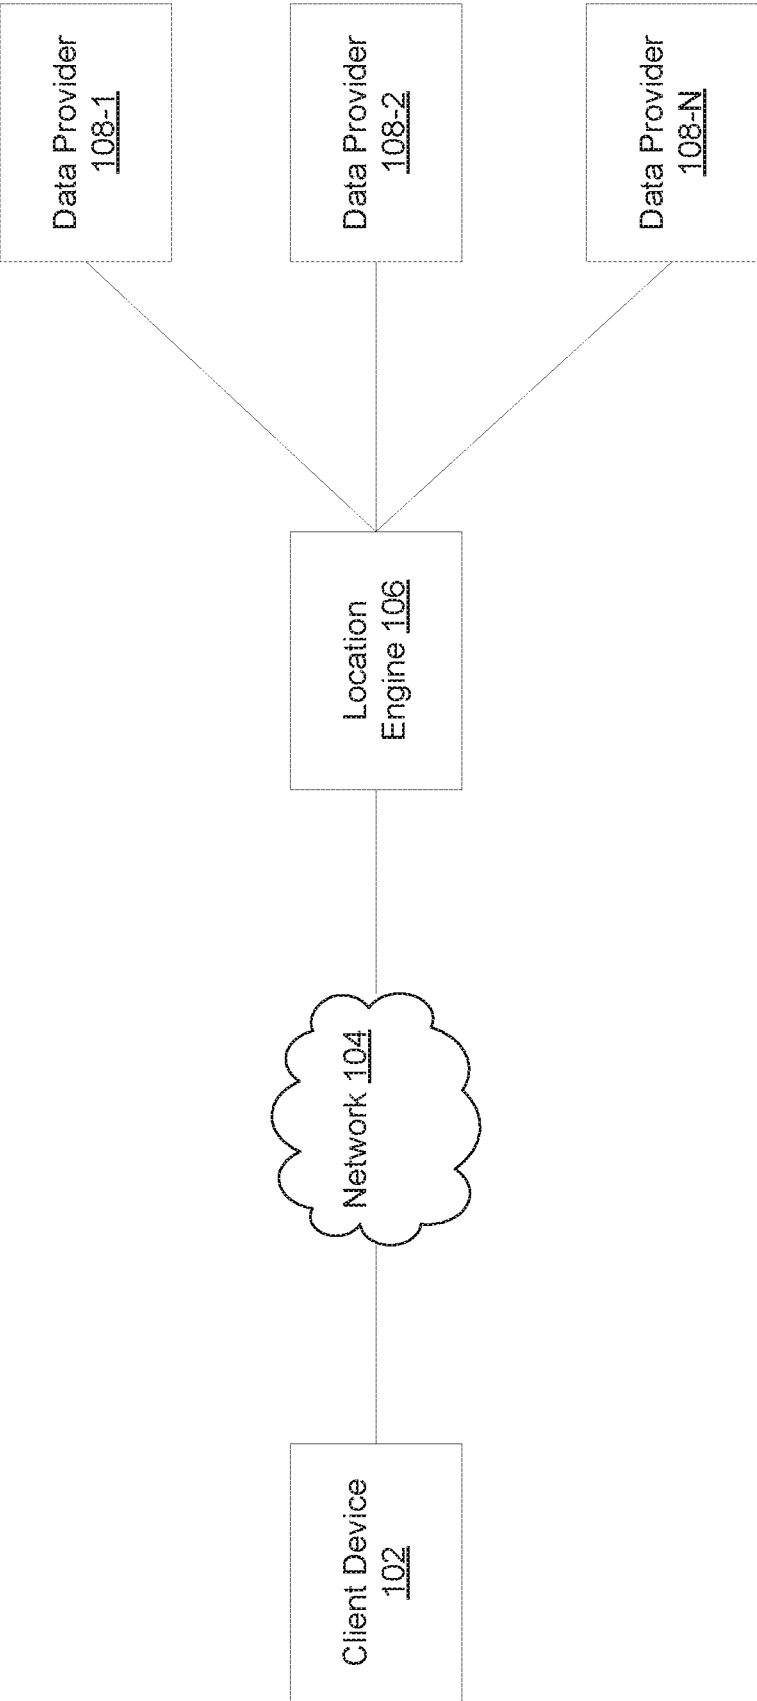 Data Provider
108-1
Data Provider
108-2
Data Provider
108-N
Location
Engine 106
Network 104
Client Device
102